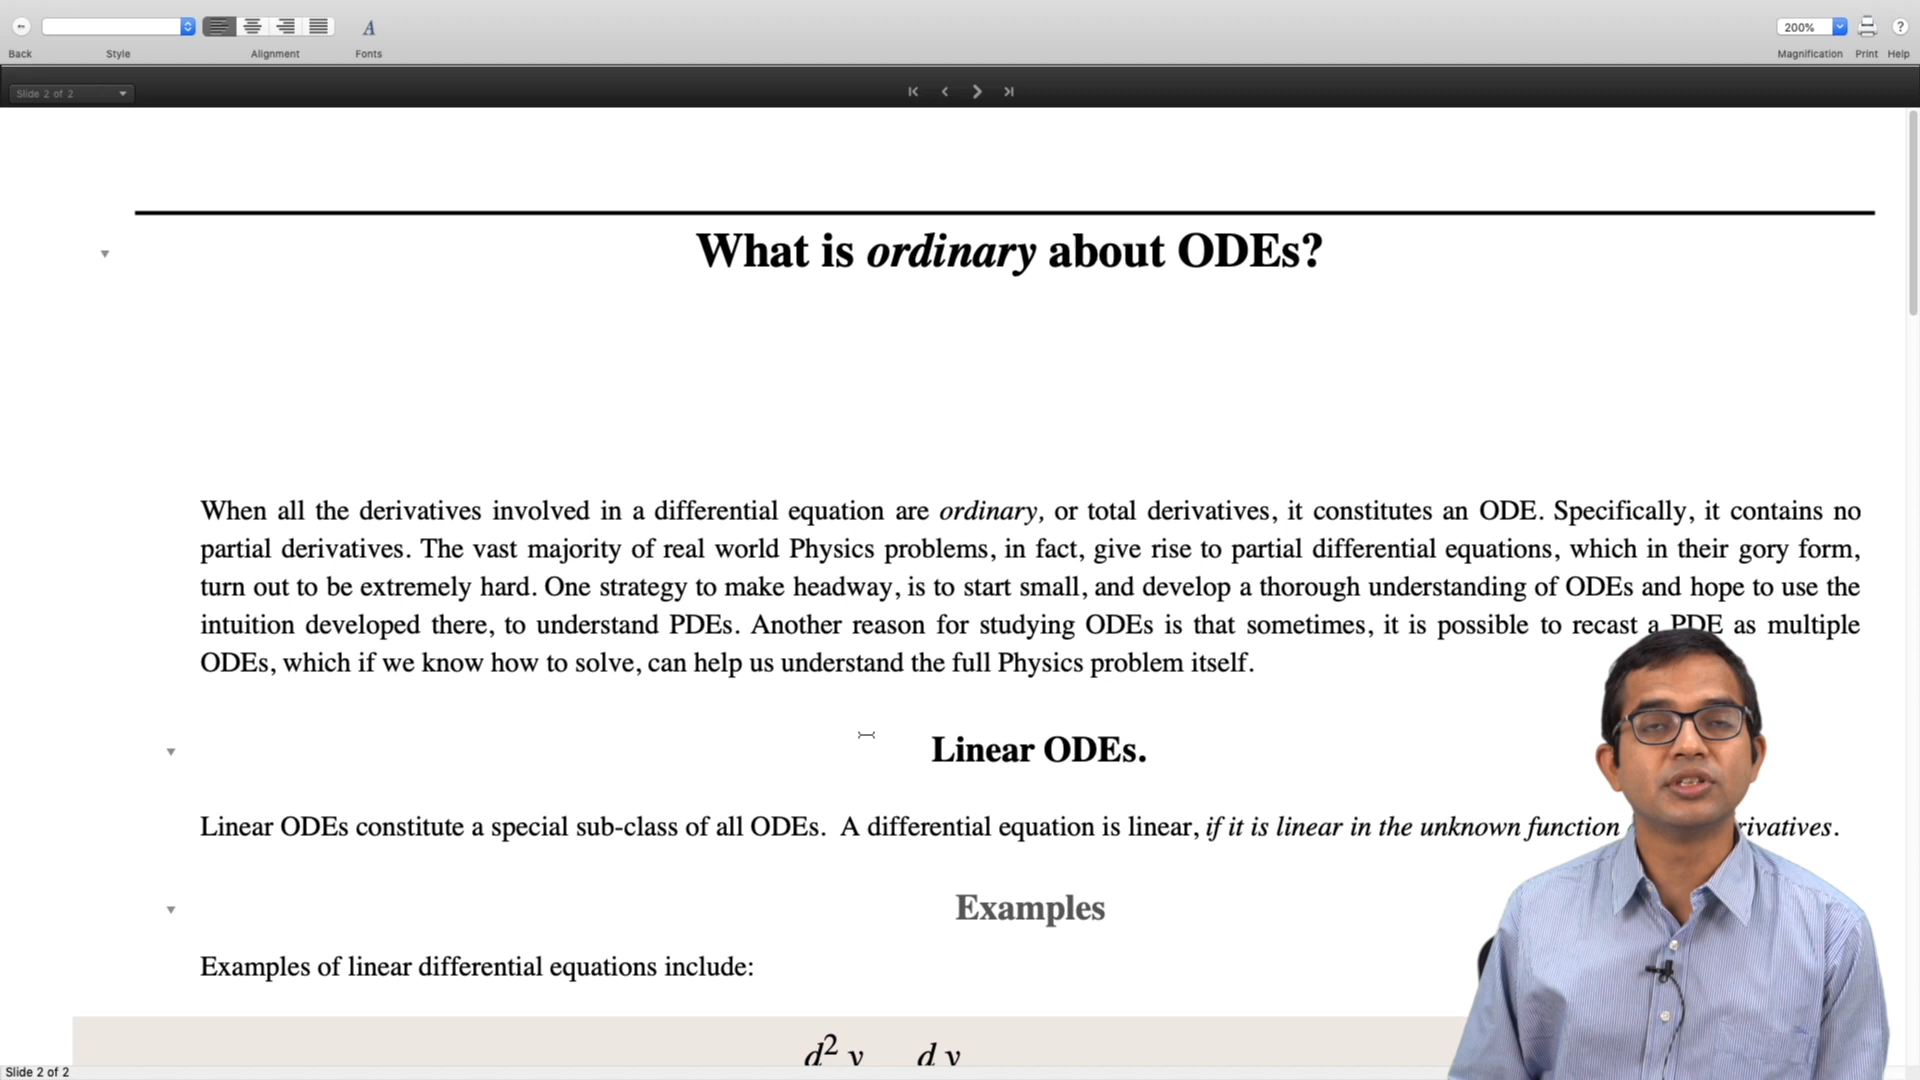 200%
Back Style Alignment Fonts Magnification Print Help
Slide 2 of 2
What is ordinary about ODEs?
When all the derivatives involved in a differential equation are ordinary, or total derivatives, it constitutes an ODE. Specifically, it contains no
partial derivatives. The vast majority of real world Physics problems, in fact, give rise to partial differential equations, which in their gory form,
turn out to be extremely hard. One strategy to make headway, is to start small, and develop a thorough understanding of ODEs and hope to use the
intuition developed there, to understand PDEs. Another reason for studying ODEs is that sometimes, it is possible to recast a PDE as multiple
ODEs, which if we know how to solve, can help us understand the full Physics problem itself.
Linear ODEs.
Linear ODEs constitute a special sub-class of all ODEs. A differential equation is linear, if it is linear in the unknown function rivatives.
Examples
Examples of linear differential equations include:
d² y d y
Slide 2 of 2